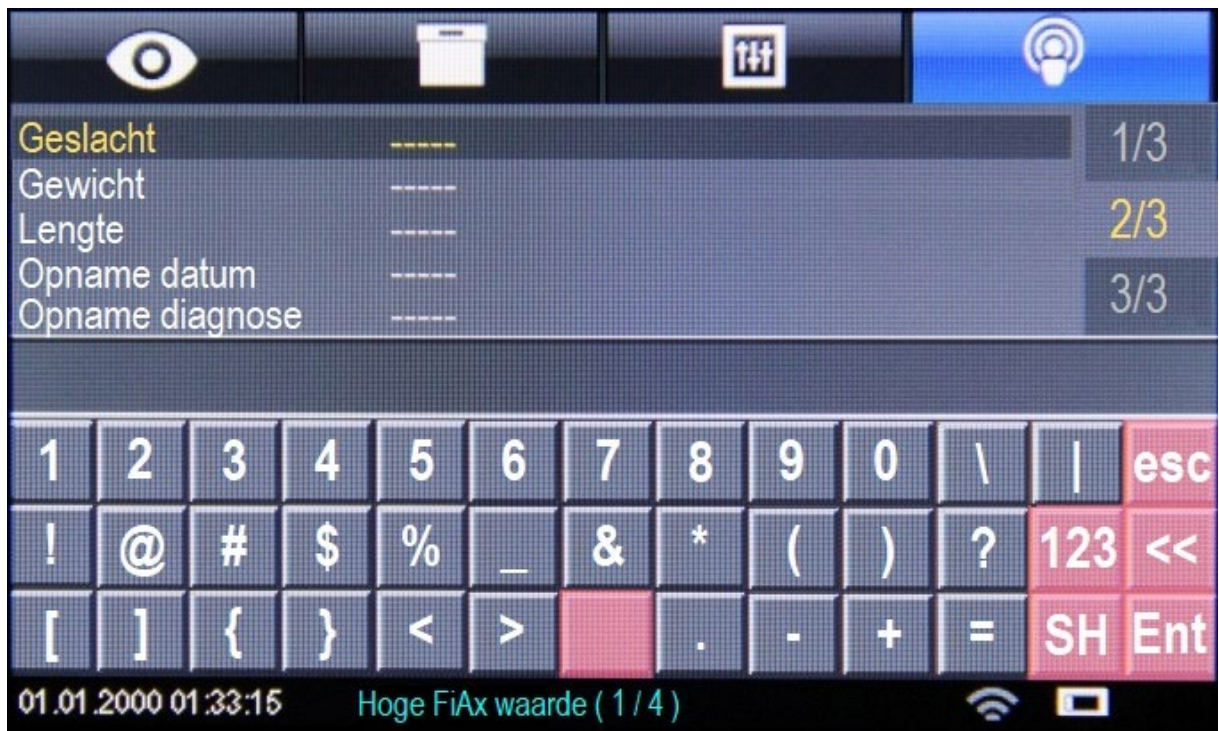 Geslacht -----
1/3
Gewicht -----
2/3
Lengte -----
Opname datum -----
3/3
Opname diagnose -----
1 2 3 4 5 6 7 8 9 0 \ | esc
! @ # $ % _ & * ( ) ? 123 <<
[ ] { } < > . - + = SH Ent
01.01.2000 01:33:15 Hoge FiAx waarde ( 1 / 4 )